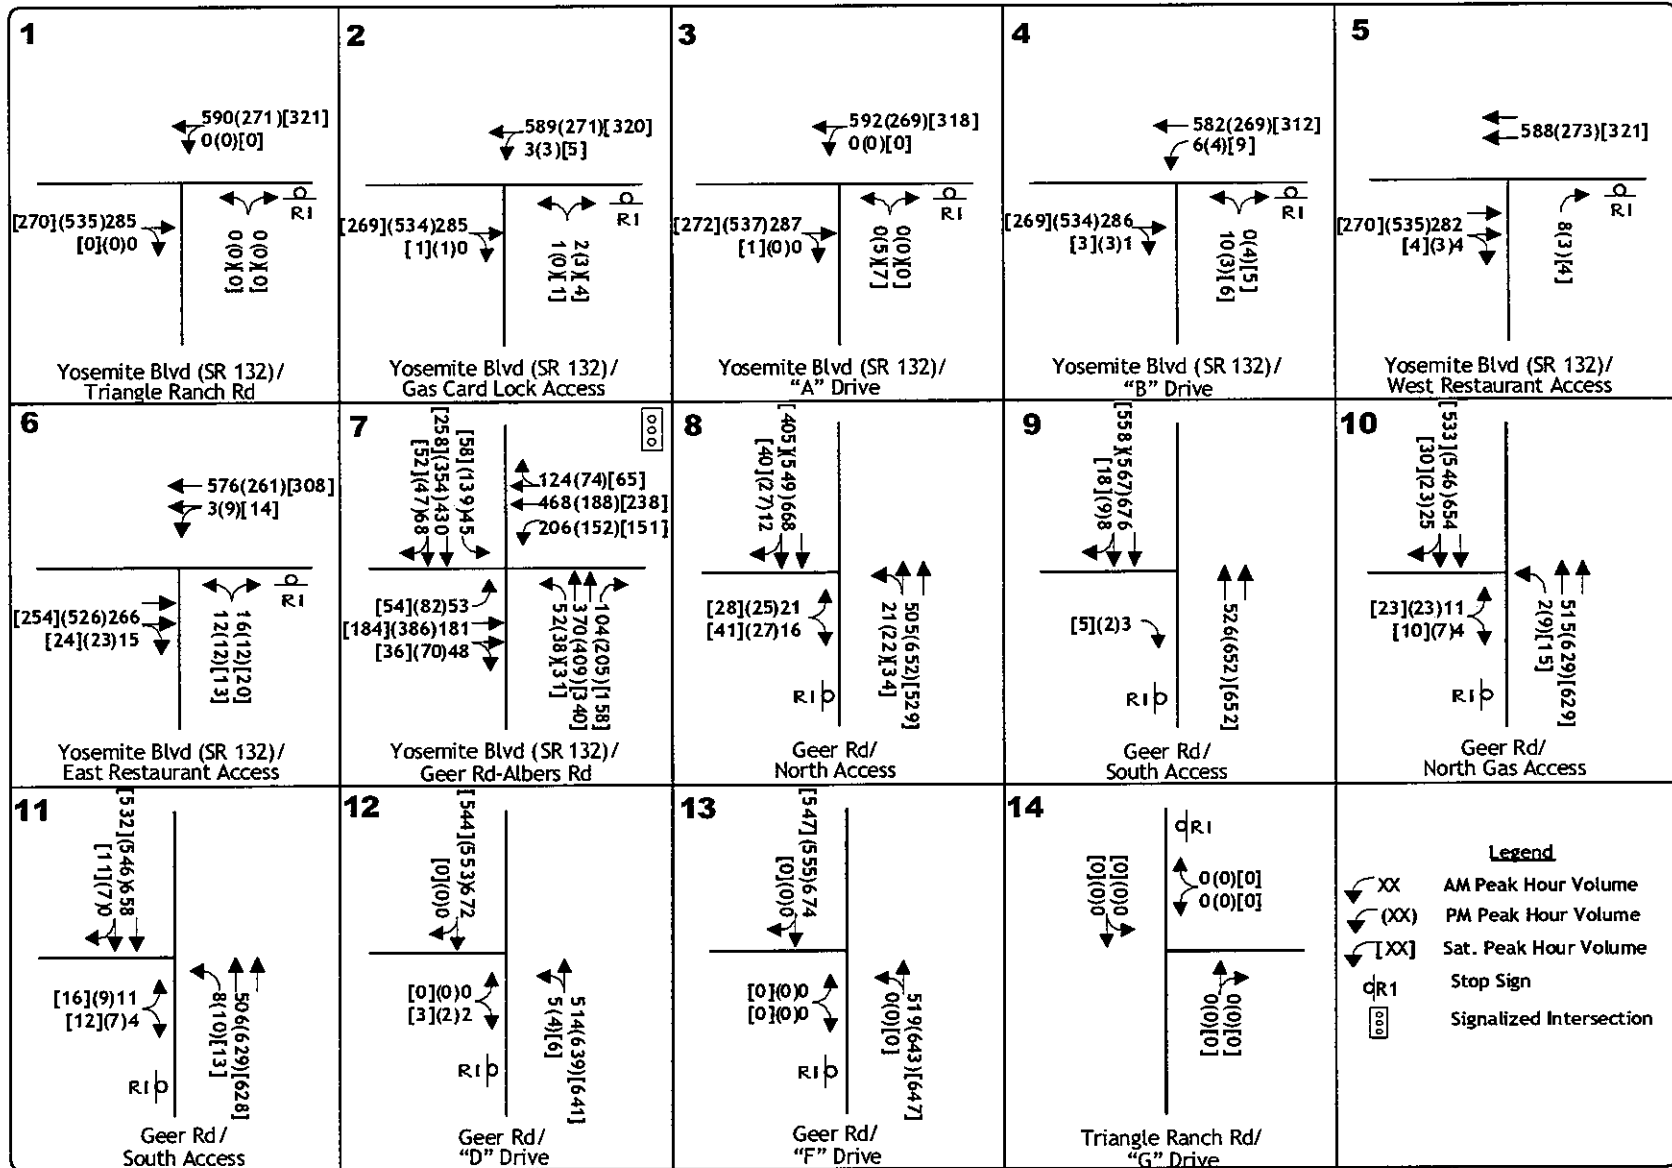 1
590(271)[321]
0(0)[0]
R1
[270](535)285
[0](0)0
0(0)[0]
0(0)[0]
Yosemite Blvd (SR 132)/
Triangle Ranch Rd
2
589(271)[320]
3(3)[5]
R1
[269](534)285
[1](1)0
2(3)[4]
1(0)[1]
Yosemite Blvd (SR 132)/
Gas Card Lock Access
3
592(269)[318]
0(0)[0]
R1
[272](537)287
[1](0)0
0(0)[0]
0(5)[7]
Yosemite Blvd (SR 132)/
"A" Drive
4
582(269)[312]
6(4)[9]
R1
[269](534)286
[3](3)1
0(4)[5]
10(3)[6]
Yosemite Blvd (SR 132)/
"B" Drive
5
588(273)[321]
R1
[270](535)282
[4](3)4
8(3)[4]
Yosemite Blvd (SR 132)/
West Restaurant Access
6
576(261)[308]
3(9)[14]
R1
[254](526)266
[24](23)15
16(12)[20]
12(12)[13]
Yosemite Blvd (SR 132)/
East Restaurant Access
7
[58](139)45
[258](354)430
[52](47)68
124(74)[65]
468(188)[238]
206(152)[151]
[54](82)53
[184](386)181
[36](70)48
104(205)[158]
370(409)[340]
52(38)[31]
Yosemite Blvd (SR 132)/
Geer Rd-Albers Rd
8
405](549)668
[40](27)12
[28](25)21
[41](27)16
505(652)[529]
21(22)[34]
R1
Geer Rd/
North Access
9
[558](567)676
[18](9)8
[5](2)3
526(652)[652]
R1
Geer Rd/
South Access
10
[533](546)654
[30](23)25
[23](23)11
[10](7)4
515(629)[629]
2(9)[15]
R1
Geer Rd/
North Gas Access
11
[532](546)658
[11](7)0
[16](9)11
[12](7)4
506(629)[628]
8(10)[13]
R1
Geer Rd/
South Access
12
[544](553)672
[0](0)0
[0](0)0
[3](2)2
514(639)[641]
5(4)[6]
R1
Geer Rd/
"D" Drive
13
[547](555)674
[0](0)0
[0](0)0
[0](0)0
519(643)[647]
0(0)[0]
R1
Geer Rd/
"F" Drive
14
R1
[0](0)0
[0](0)0
0(0)[0]
0(0)[0]
0(0)[0]
0(0)[0]
Triangle Ranch Rd/
"G" Drive
Legend
XX AM Peak Hour Volume
(XX) PM Peak Hour Volume
[XX] Sat. Peak Hour Volume
R1 Stop Sign
Signalized Intersection